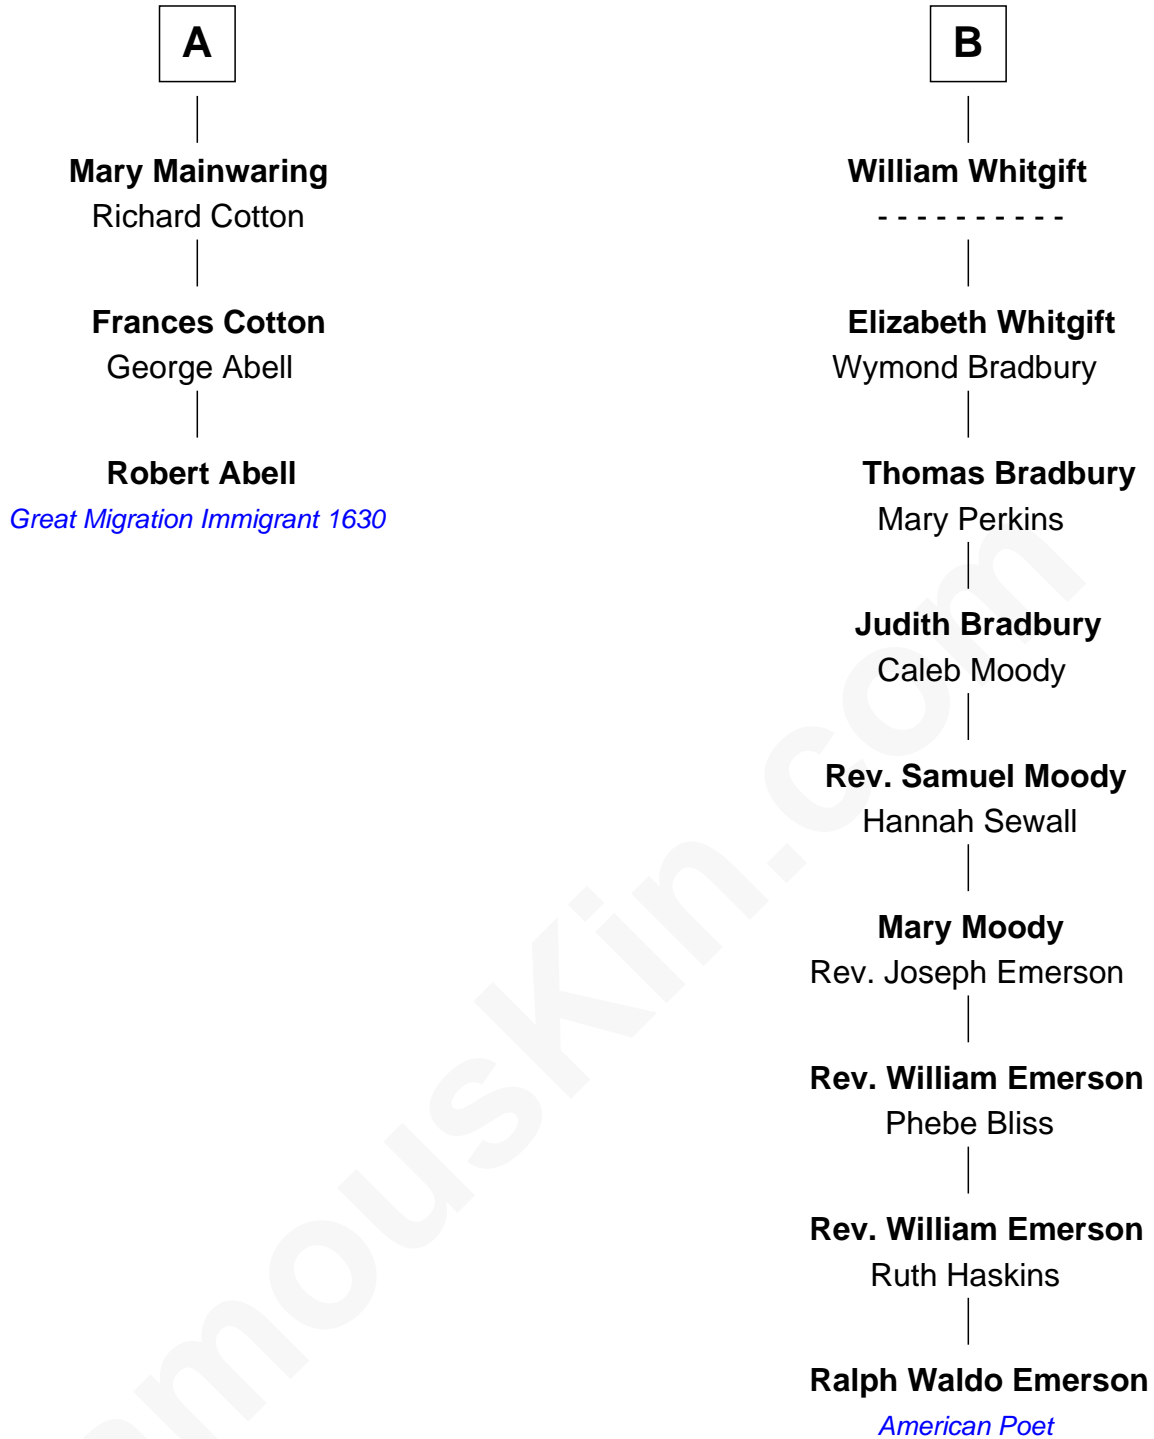 A
Mary Mainwaring
Richard Cotton
Frances Cotton
George Abell
Robert Abell
Great Migration Immigrant 1630
B
William Whitgift
- - - - - - - - - -
Elizabeth Whitgift
Wymond Bradbury
Thomas Bradbury
Mary Perkins
Judith Bradbury
Caleb Moody
Rev. Samuel Moody
Hannah Sewall
Mary Moody
Rev. Joseph Emerson
Rev. William Emerson
Phebe Bliss
Rev. William Emerson
Ruth Haskins
Ralph Waldo Emerson
American Poet
amouskin.com